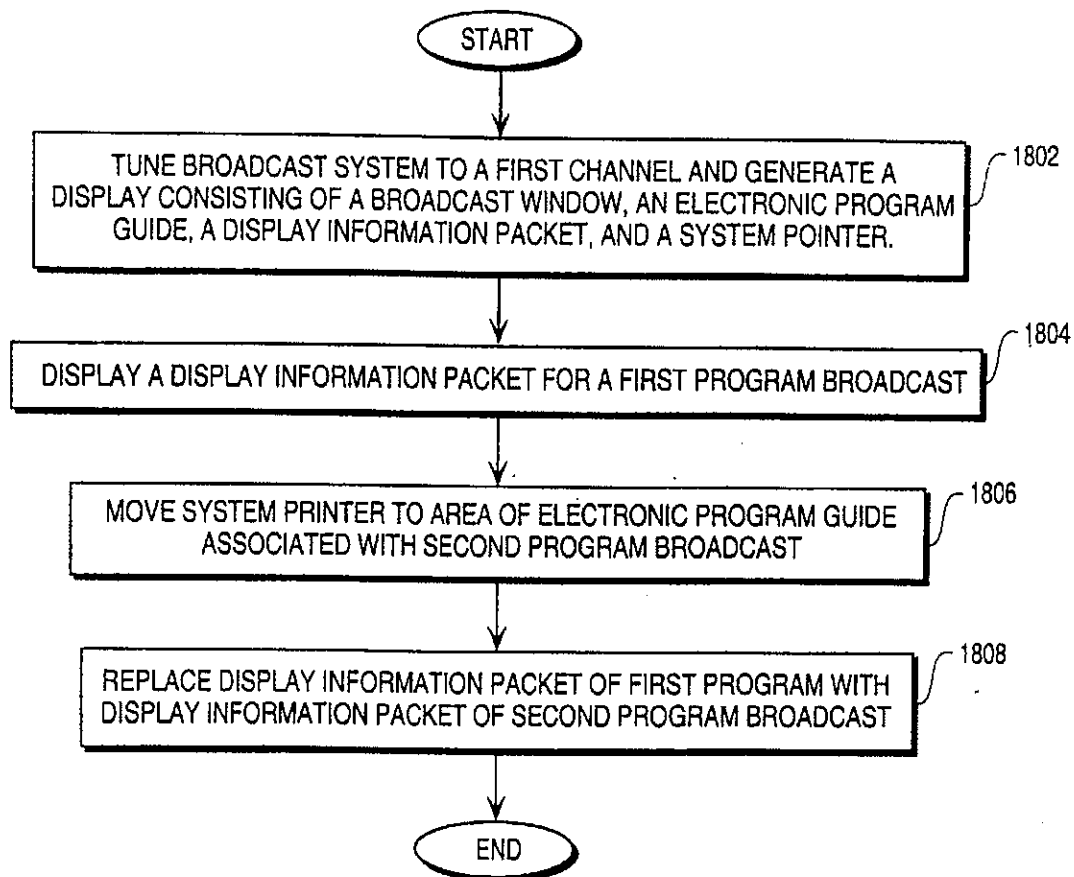 START
TUNE BROADCAST SYSTEM TO A FIRST CHANNEL AND GENERATE A
DISPLAY CONSISTING OF A BROADCAST WINDOW, AN ELECTRONIC PROGRAM
GUIDE, A DISPLAY INFORMATION PACKET, AND A SYSTEM POINTER.
1802
DISPLAY A DISPLAY INFORMATION PACKET FOR A FIRST PROGRAM BROADCAST
1804
MOVE SYSTEM PRINTER TO AREA OF ELECTRONIC PROGRAM GUIDE
ASSOCIATED WITH SECOND PROGRAM BROADCAST
1806
REPLACE DISPLAY INFORMATION PACKET OF FIRST PROGRAM WITH
DISPLAY INFORMATION PACKET OF SECOND PROGRAM BROADCAST
1808
END